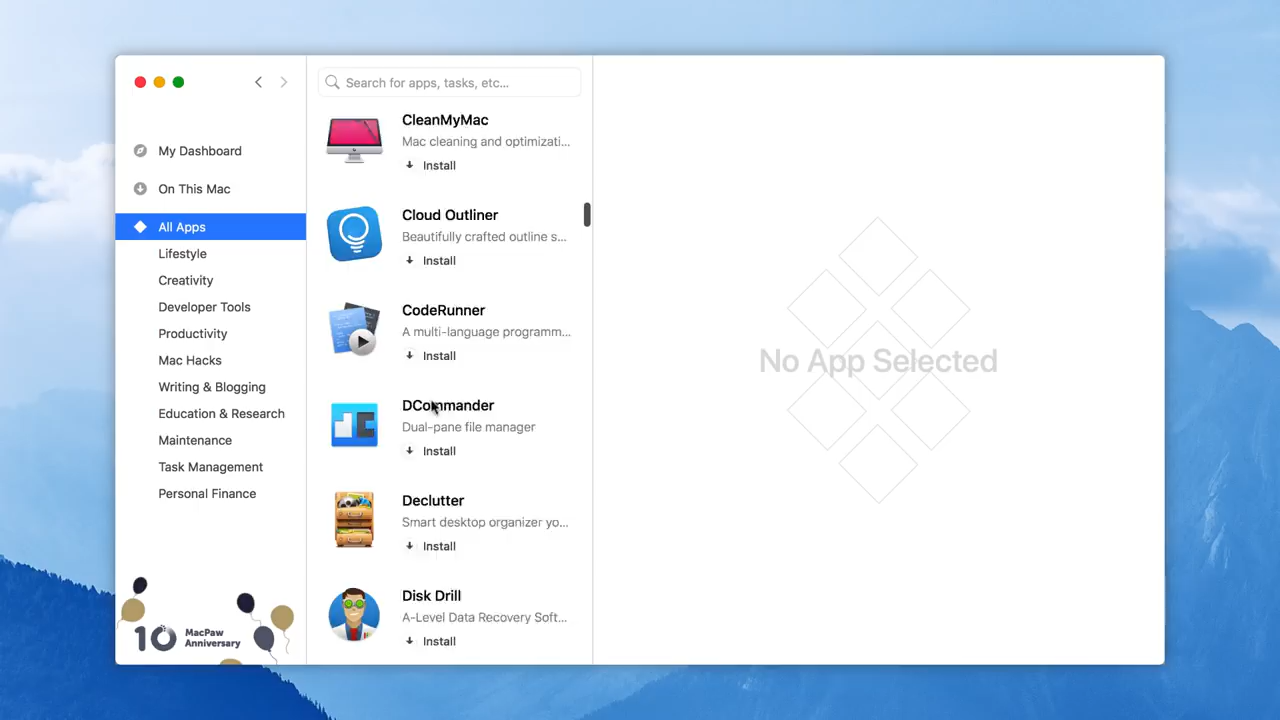 Search for apps, tasks, etc...
My Dashboard
On This Mac
All Apps
Lifestyle
Creativity
Developer Tools
Productivity
Mac Hacks
Writing & Blogging
Education & Research
Maintenance
Task Management
Personal Finance
10 MacPaw
Anniversary
CleanMyMac
Mac cleaning and optimizati...
Install
Cloud Outliner
Beautifully crafted outline s...
Install
CodeRunner
A multi-language programm...
Install
DCommander
Dual-pane file manager
Install
Declutter
Smart desktop organizer yo...
Install
Disk Drill
A-Level Data Recovery Soft...
Install
No App Selected